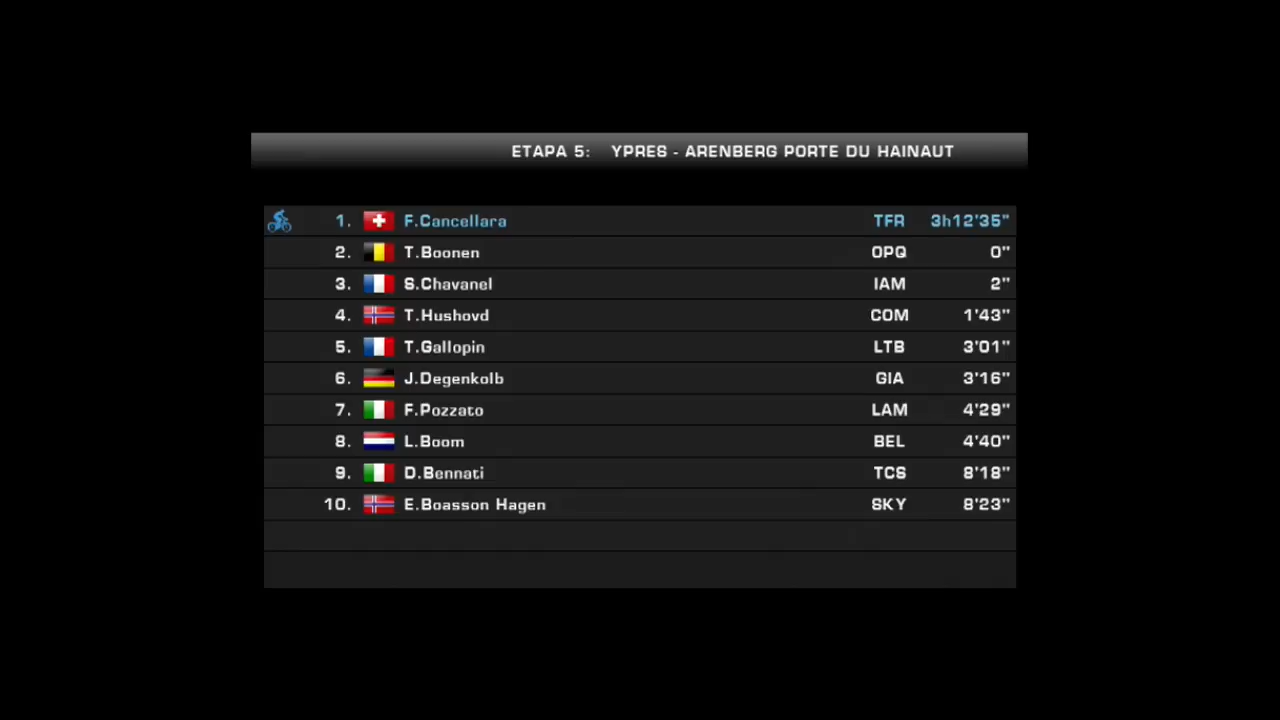 ETAPA 5: YPRES - ARENBERG PORTE DU HAINAUT
1. F.Cancellara TFR 3h12'35"
2. T.Boonen OPQ 0"
3. S.Chavanel IAM 2"
4. T.Hushovd COM 1'43"
5. T.Gallopin LTB 3'01"
6. J.Degenkolb GIA 3'16"
7. F.Pozzato LAM 4'29"
8. L.Boom BEL 4'40"
9. D.Bennati TCS 8'18"
10. E.Boasson Hagen SKY 8'23"